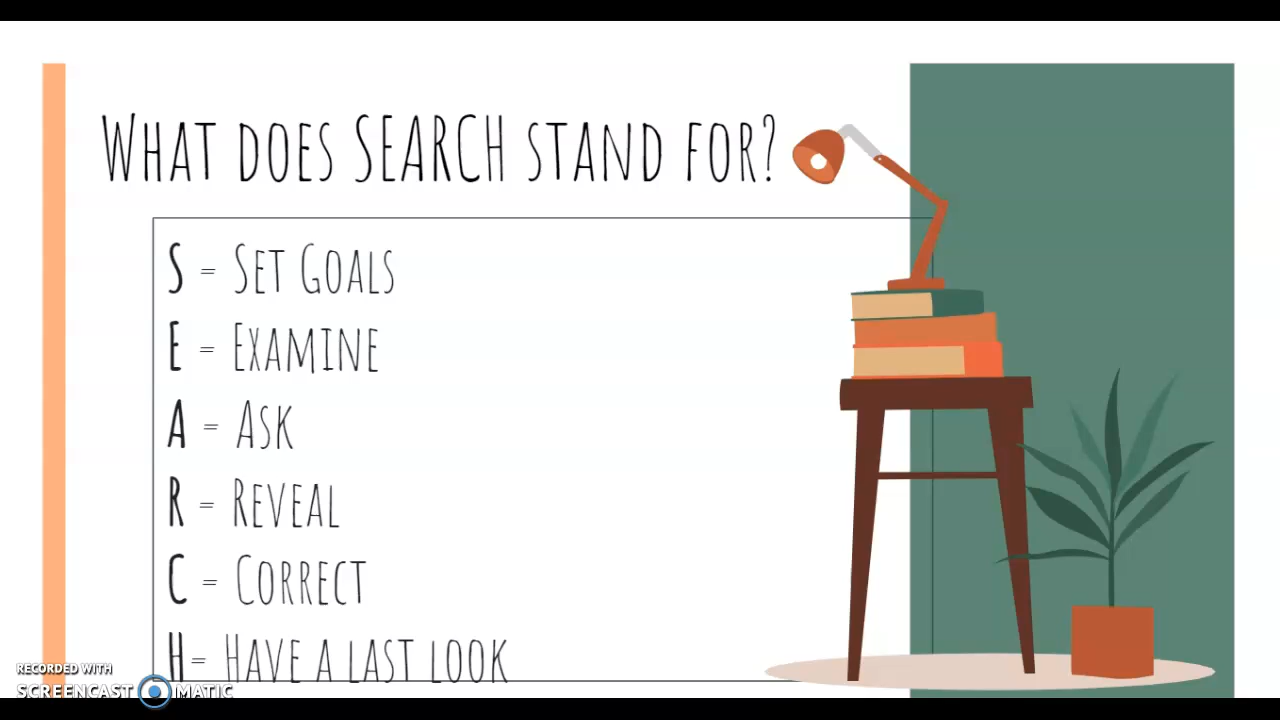 What does SEARCH stand for?
S = Set Goals
E = Examine
A = Ask
R = Reveal
C = Correct
H= Have a last look
RECORDED WITH
SCREENCAST MATIC